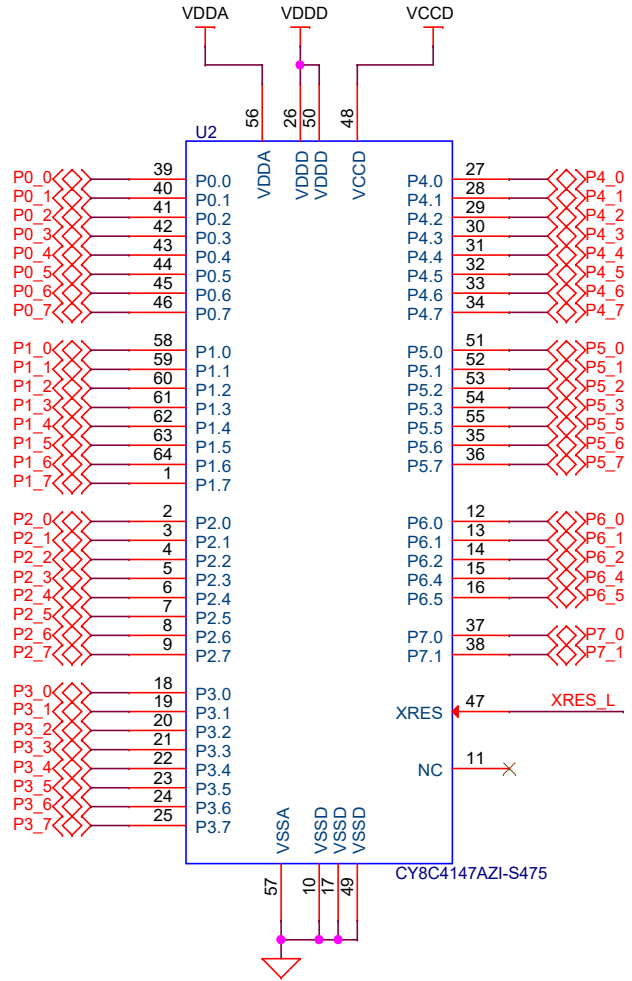 VDDA VDDD VCCD
56 26 50 48
U2
VDDA VDDD VDDD VCCD
P0_0 39 P0.0 P4.0 27 P4_0
P0_1 40 P0.1 P4.1 28 P4_1
P0_2 41 P0.2 P4.2 29 P4_2
P0_3 42 P0.3 P4.3 30 P4_3
P0_4 43 P0.4 P4.4 31 P4_4
P0_5 44 P0.5 P4.5 32 P4_5
P0_6 45 P0.6 P4.6 33 P4_6
P0_7 46 P0.7 P4.7 34 P4_7
P1_0 58 P1.0 P5.0 51 P5_0
P1_1 59 P1.1 P5.1 52 P5_1
P1_2 60 P1.2 P5.2 53 P5_2
P1_3 61 P1.3 P5.3 54 P5_3
P1_4 62 P1.4 P5.5 55 P5_5
P1_5 63 P1.5 P5.6 35 P5_6
P1_6 64 P1.6 P5.7 36 P5_7
P1_7 1 P1.7
P2_0 2 P2.0 P6.0 12 P6_0
P2_1 3 P2.1 P6.1 13 P6_1
P2_2 4 P2.2 P6.2 14 P6_2
P2_3 5 P2.3 P6.4 15 P6_4
P2_4 6 P2.4 P6.5 16 P6_5
P2_5 7 P2.5
P2_6 8 P2.6 P7.0 37 P7_0
P2_7 9 P2.7 P7.1 38 P7_1
P3_0 18 P3.0
P3_1 19 P3.1 XRES 47 XRES_L
P3_2 20 P3.2
P3_3 21 P3.3
P3_4 22 P3.4 NC 11
P3_5 23 P3.5
P3_6 24 P3.6
P3_7 25 P3.7
VSSA VSSD VSSD VSSD
CY8C4147AZI-S475
57 10 17 49